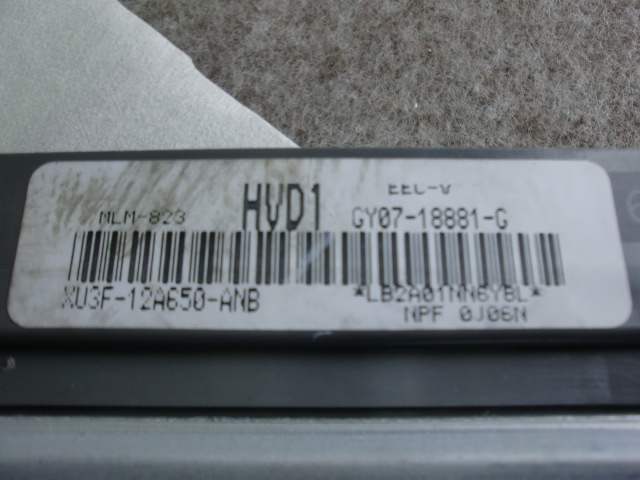 EEC-V
NLM-823 HVD1 GY07-18881-G
XU3F-12A650-ANB *LB2A01NN6YBL*
NPF 0J06N